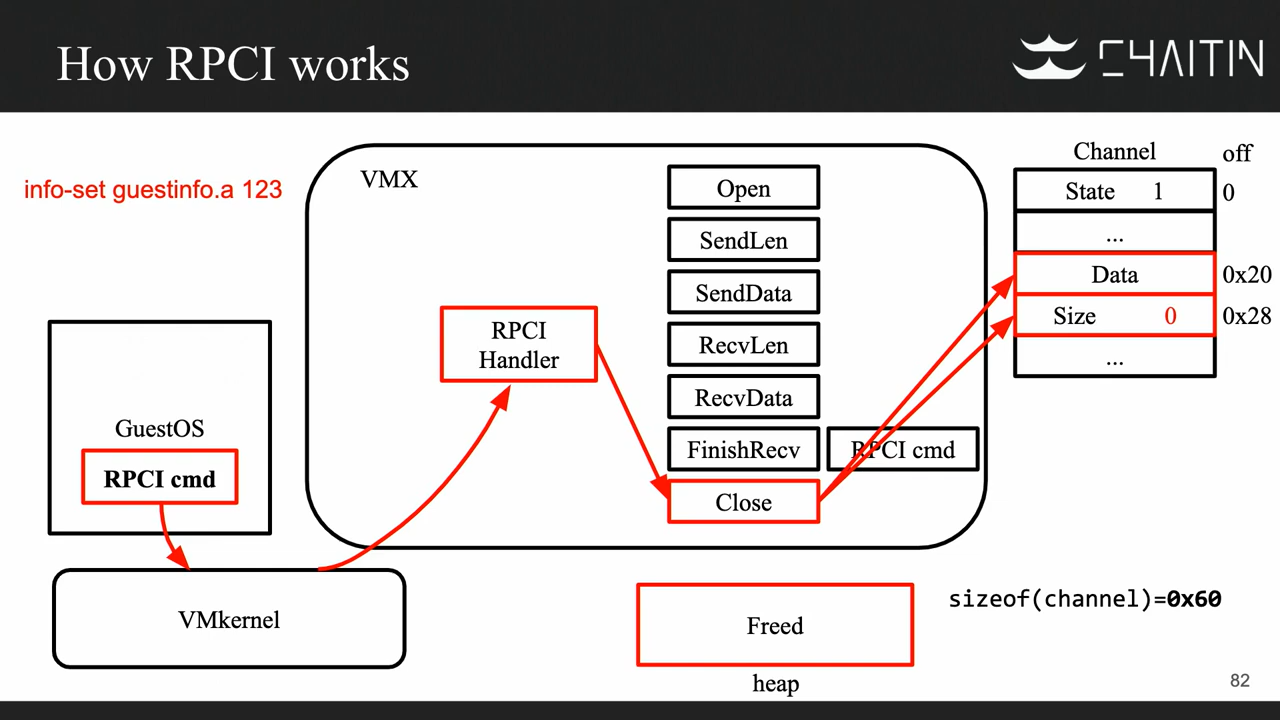 How RPCI works
CHAITIN
info-set guestinfo.a 123
VMX
Open
SendLen
SendData
RecvLen
RecvData
FinishRecv
RPCI cmd
Close
RPCI
Handler
GuestOS
RPCI cmd
VMkernel
Channel
off
State 1
0
...
Data
0x20
Size 0
0x28
...
Freed
heap
sizeof(channel)=0x60
82